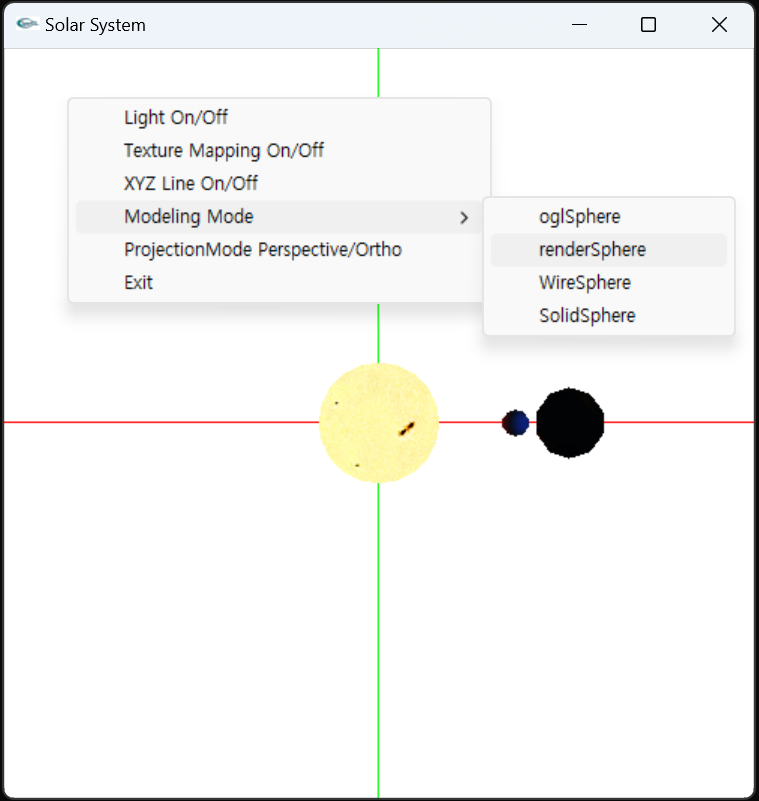 Solar System
Light On/Off
Texture Mapping On/Off
XYZ Line On/Off
Modeling Mode
ProjectionMode Perspective/Ortho
Exit
oglSphere
renderSphere
WireSphere
SolidSphere